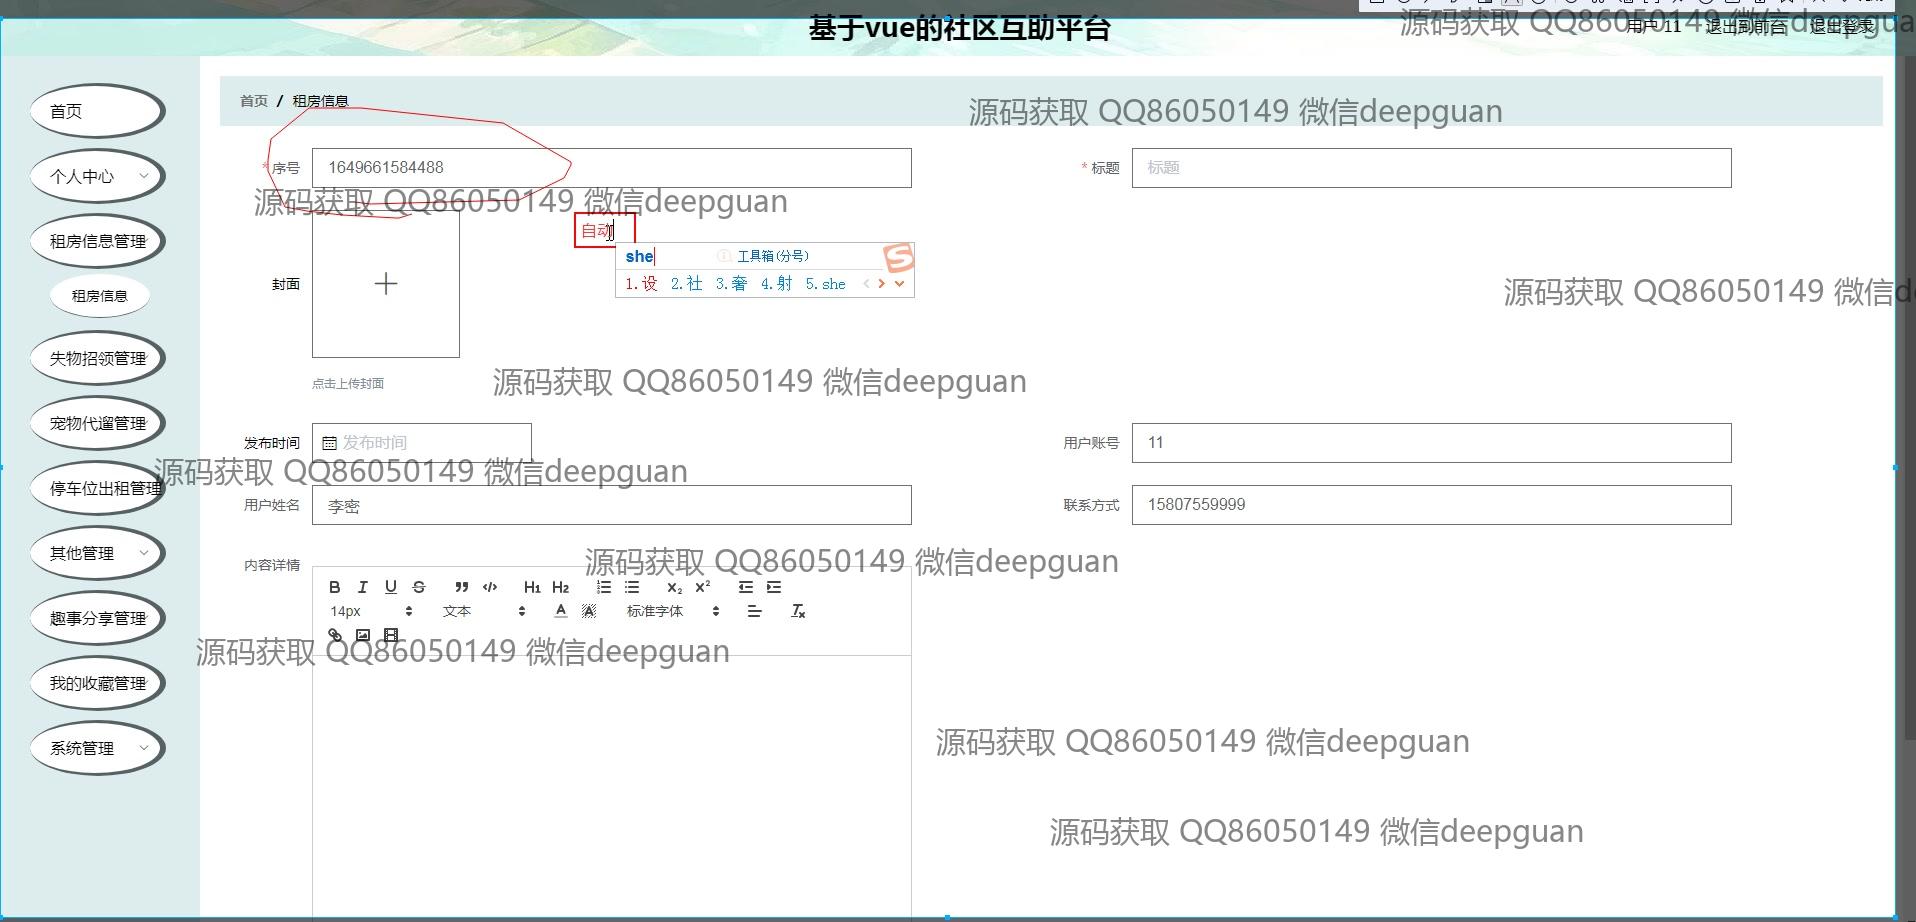 基于vue的社区互助平台
源码获取 QQ86050149 微信deepgua
用户 11 退出到前台 退出登录
首页
个人中心
租房信息管理
租房信息
失物招领管理
宠物代遛管理
停车位出租管理
其他管理
趣事分享管理
我的收藏管理
系统管理
首页 / 租房信息
源码获取 QQ86050149 微信deepguan
* 序号 1649661584488
* 标题 标题
源码获取 QQ86050149 微信deepguan
自动
she
工具箱(分号)
1.设 2.社 3.奢 4.射 5.she
封面
源码获取 QQ86050149 微信d
点击上传封面
源码获取 QQ86050149 微信deepguan
发布时间 发布时间
用户账号 11
源码获取 QQ86050149 微信deepguan
用户姓名 李密
联系方式 15807559999
源码获取 QQ86050149 微信deepguan
内容详情
B I U S H1 H2 X2 X2
14px 文本 A A 标准字体 Tx
源码获取 QQ86050149 微信deepguan
源码获取 QQ86050149 微信deepguan
源码获取 QQ86050149 微信deepguan